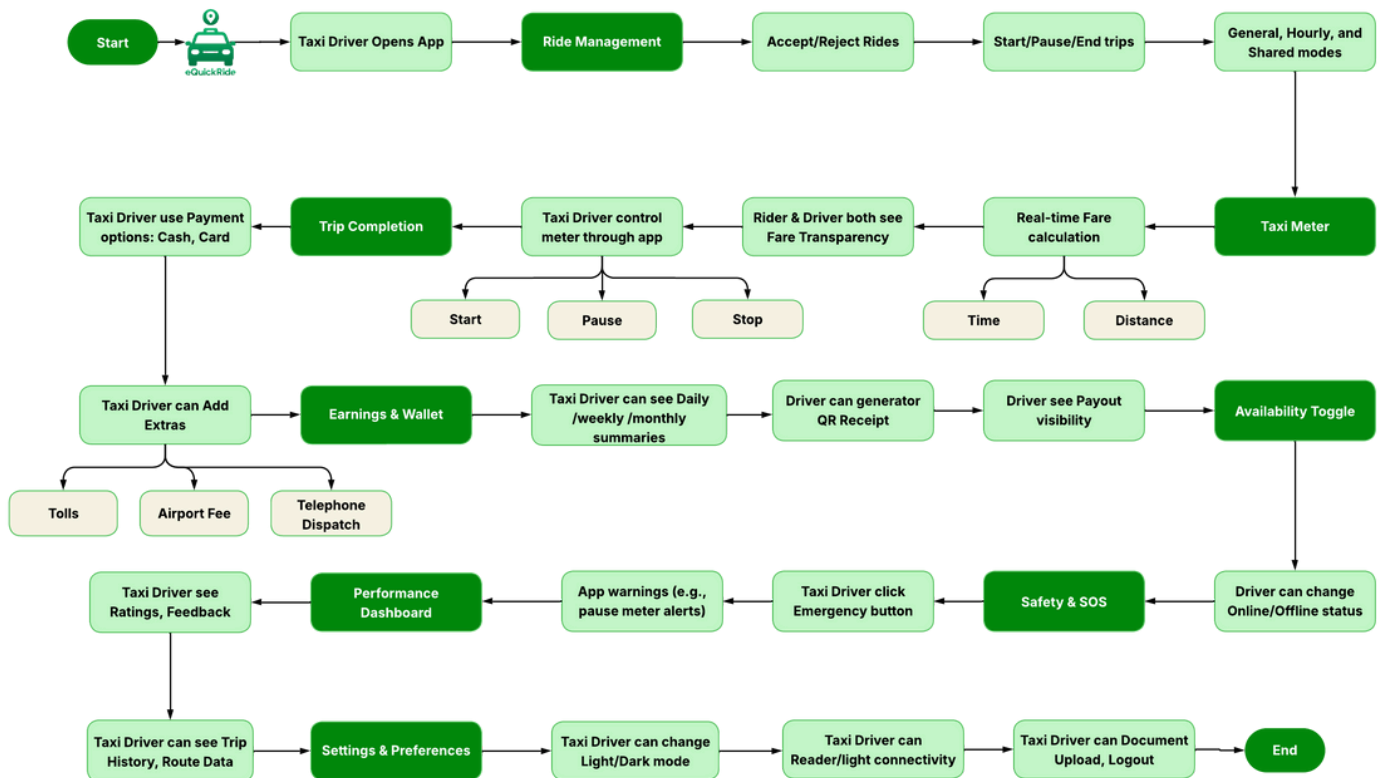 Start
eQuickRide
Taxi Driver Opens App
Ride Management
Accept/Reject Rides
Start/Pause/End trips
General, Hourly, and
Shared modes
Taxi Meter
Real-time Fare
calculation
Time
Distance
Rider & Driver both see
Fare Transparency
Taxi Driver control
meter through app
Start
Pause
Stop
Trip Completion
Taxi Driver use Payment
options: Cash, Card
Taxi Driver can Add
Extras
Tolls
Airport Fee
Telephone
Dispatch
Earnings & Wallet
Taxi Driver can see Daily
/weekly /monthly
summaries
Driver can generator
QR Receipt
Driver see Payout
visibility
Availability Toggle
Driver can change
Online/Offline status
Safety & SOS
Taxi Driver click
Emergency button
App warnings (e.g.,
pause meter alerts)
Performance
Dashboard
Taxi Driver see
Ratings, Feedback
Taxi Driver can see Trip
History, Route Data
Settings & Preferences
Taxi Driver can change
Light/Dark mode
Taxi Driver can
Reader/light connectivity
Taxi Driver can Document
Upload, Logout
End